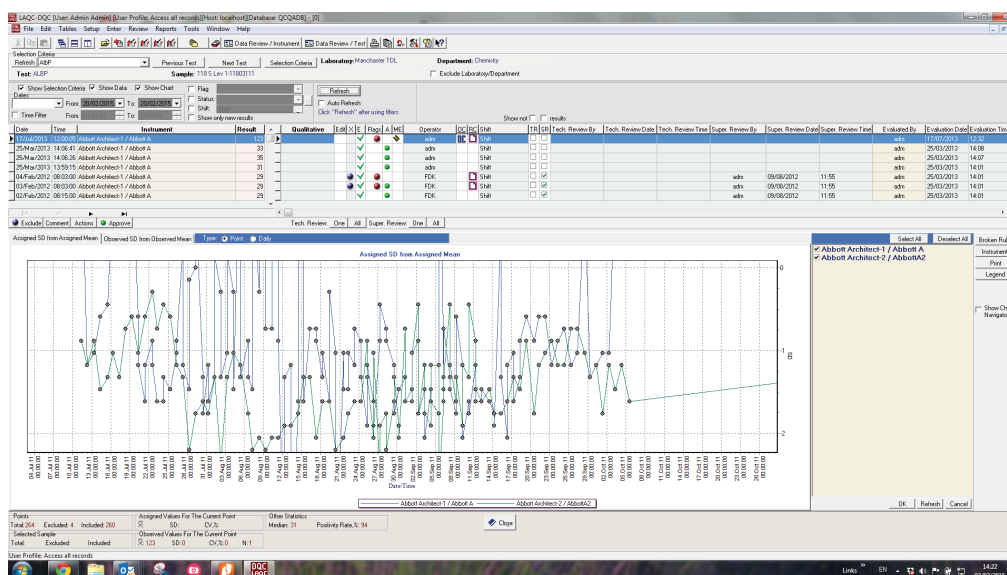 LAQC-DQC [User: Admin Admin] [User Profile: Access all records][Host: localhost][Database: QCQADB] - [0]
File Edit Tables Setup Enter Review Reports Tools Window Help
Data Review / Instrument Data Review / Test
Selection Criteria
Refresh AlbP Previous Test Next Test Selection Criteria Laboratory: Manchaster TDL Department: Chemistry
Test: ALBP Sample: 118 S Lev 1-11803111 Exclude Laboratory/Department
Show Selection Criteria Show Data Show Chart Flag: Refresh
Dates Status: Auto Refresh
From: 20/02/2015 To: 20/02/2015 Shift: Click "Refresh" after using filters
Time Filter From: To: Show only new results Show not results
Date Time Instrument Result Qualitative Edit X E Flags A ME Operator QC RC Shift TR SR Tech. Review By Tech. Review Date Tech. Review Time Super. Review By Super. Review Date Super. Review Time Evaluated By Evaluation Date Evaluation Time
17/Jul/2013 12:00:05 Abbott Architect-1 / Abbott A 123 adm Shift adm 17/07/2013 12:32
25/Mar/2013 14:06:41 Abbott Architect-1 / Abbott A 33 adm Shift adm 25/03/2013 14:08
25/Mar/2013 14:06:26 Abbott Architect-1 / Abbott A 35 adm Shift adm 25/03/2013 14:07
25/Mar/2013 13:59:15 Abbott Architect-1 / Abbott A 31 adm Shift adm 25/03/2013 14:01
04/Feb/2012 08:03:00 Abbott Architect-1 / Abbott A 29 FDK Shift adm 09/08/2012 11:55 adm 25/03/2013 14:01
03/Feb/2012 08:03:00 Abbott Architect-1 / Abbott A 29 FDK Shift adm 09/08/2012 11:55 adm 25/03/2013 14:01
02/Feb/2012 08:15:00 Abbott Architect-1 / Abbott A 29 FDK Shift adm 09/08/2012 11:55 adm 25/03/2013 14:01
Exclude Comment Actions Approve Tech. Review: One All Super. Review: One All
Assigned SD from Assigned Mean Observed SD from Observed Mean Type: Point Daily Select All Deselect All Broken Rul
Assigned SD from Assigned Mean
Abbott Architect-1 / Abbott A
Abbott Architect-2 / AbbottA2
Instrument
Print
Legend
Show Ch
Navigato
0
-1
-2
SD
Date/Time
Abbott Architect-1 / Abbott A Abbott Architect-2 / AbbottA2
OK Refresh Cancel
Points Assigned Values For The Current Point Other Statistics
Total: 264 Excluded: 4 Included: 260 X: SD: CV,%: Median: 31 Positivity Rate,%: 94 Close
Selected Sample Observed Values For The Current Point
Total: Excluded: Included: X: 123 SD: 0 CV,%: 0 N: 1
User Profile: Access all records
DQC
LAQC
Links EN 14:22